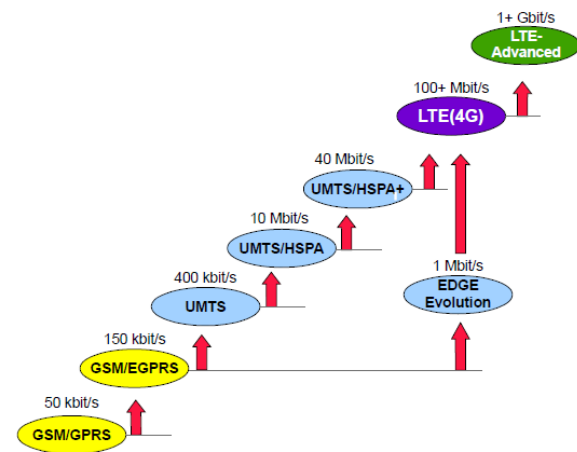 1+ Gbit/s
LTE-
Advanced
100+ Mbit/s
LTE(4G)
40 Mbit/s
UMTS/HSPA+
10 Mbit/s
UMTS/HSPA
1 Mbit/s
EDGE
Evolution
400 kbit/s
UMTS
150 kbit/s
GSM/EGPRS
50 kbit/s
GSM/GPRS